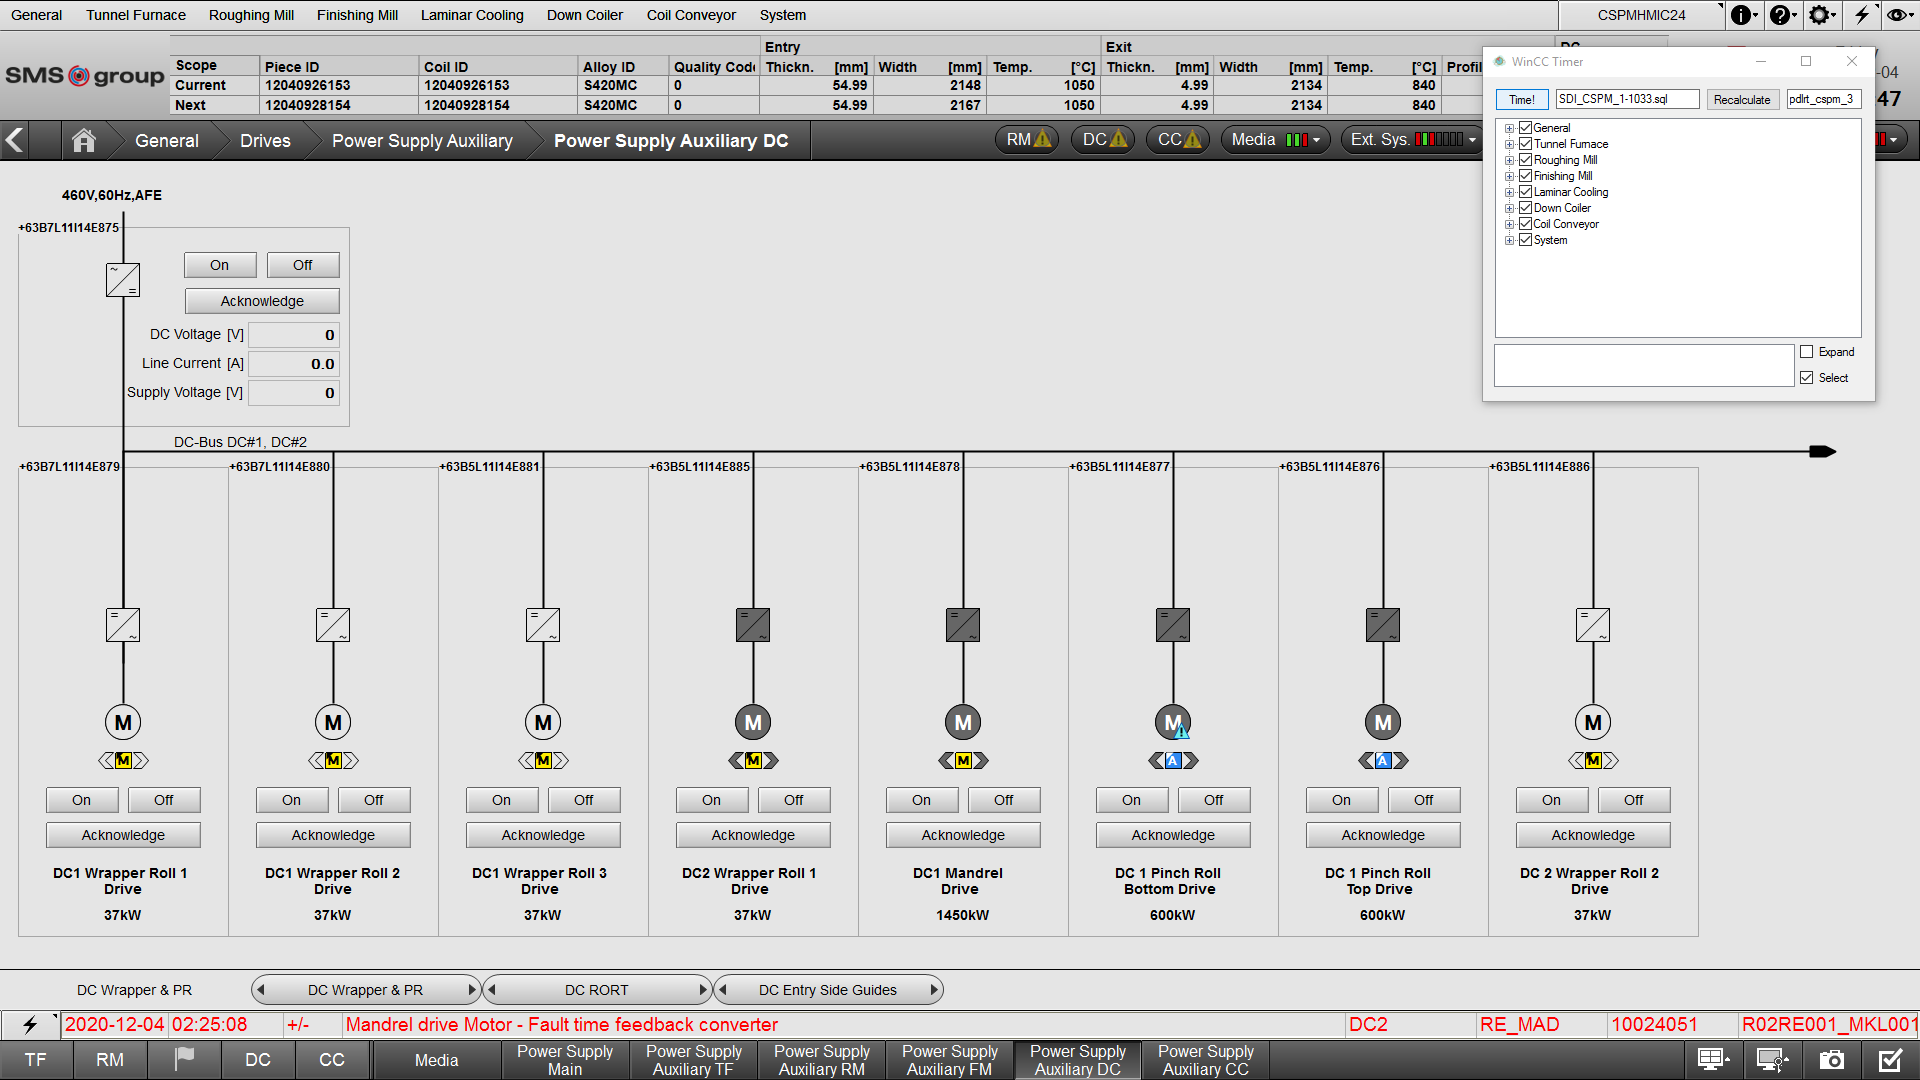 General Tunnel Furnace Roughing Mill Finishing Mill Laminar Cooling Down Coiler Coil Conveyor System CSPMHMIC24
SMS group
Entry Exit
Scope Piece ID Coil ID Alloy ID Quality Code Thickn. [mm] Width [mm] Temp. [°C] Thickn. [mm] Width [mm] Temp. [°C] Profil
Current 12040926153 12040926153 S420MC 0 54.99 2148 1050 4.99 2134 840
Next 12040928154 12040928154 S420MC 0 54.99 2167 1050 4.99 2134 840
-04
47
General Drives Power Supply Auxiliary Power Supply Auxiliary DC RM DC CC Media Ext. Sys.
WinCC Timer
Time! SDI_CSPM_1-1033.sql Recalculate pdlrt_cspm_3
General
Tunnel Furnace
Roughing Mill
Finishing Mill
Laminar Cooling
Down Coiler
Coil Conveyor
System
Expand
Select
460V,60Hz,AFE
+63B7L11I14E875
On Off
Acknowledge
DC Voltage [V] 0
Line Current [A] 0.0
Supply Voltage [V] 0
DC-Bus DC#1, DC#2
+63B7L11I14E879 +63B7L11I14E880 +63B5L11I14E881 +63B5L11I14E885 +63B5L11I14E878 +63B5L11I14E877 +63B5L11I14E876 +63B5L11I14E886
M M M M M M M M
M M M M M A A M
On Off On Off On Off On Off On Off On Off On Off On Off
Acknowledge Acknowledge Acknowledge Acknowledge Acknowledge Acknowledge Acknowledge Acknowledge
DC1 Wrapper Roll 1 DC1 Wrapper Roll 2 DC1 Wrapper Roll 3 DC2 Wrapper Roll 1 DC1 Mandrel DC 1 Pinch Roll DC 1 Pinch Roll DC 2 Wrapper Roll 2
Drive Drive Drive Drive Drive Bottom Drive Top Drive Drive
37kW 37kW 37kW 37kW 1450kW 600kW 600kW 37kW
DC Wrapper & PR DC Wrapper & PR DC RORT DC Entry Side Guides
2020-12-04 02:25:08 +/- Mandrel drive Motor - Fault time feedback converter DC2 RE_MAD 10024051 R02RE001_MKL001
TF RM DC CC Media Power Supply Main Power Supply Auxiliary TF Power Supply Auxiliary RM Power Supply Auxiliary FM Power Supply Auxiliary DC Power Supply Auxiliary CC